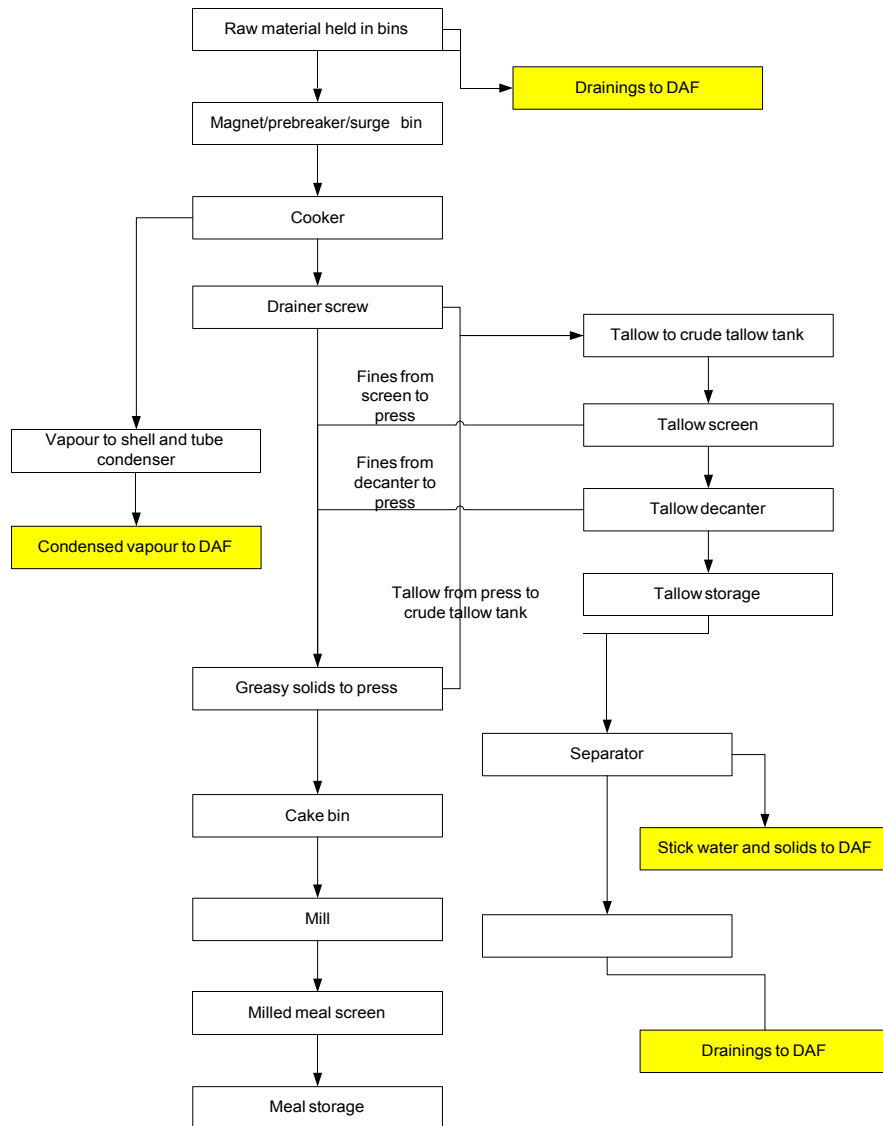 Raw material held in bins
Drainings to DAF
Magnet/prebreaker/surge bin
Cooker
Drainer screw
Tallow to crude tallow tank
Fines from
screen to
press
Tallow screen
Vapour to shell and tube
condenser
Fines from
decanter to
press
Tallow decanter
Condensed vapour to DAF
Tallow storage
Tallow from press to
crude tallow tank
Greasy solids to press
Separator
Cake bin
Stick water and solids to DAF
Mill
Milled meal screen
Drainings to DAF
Meal storage